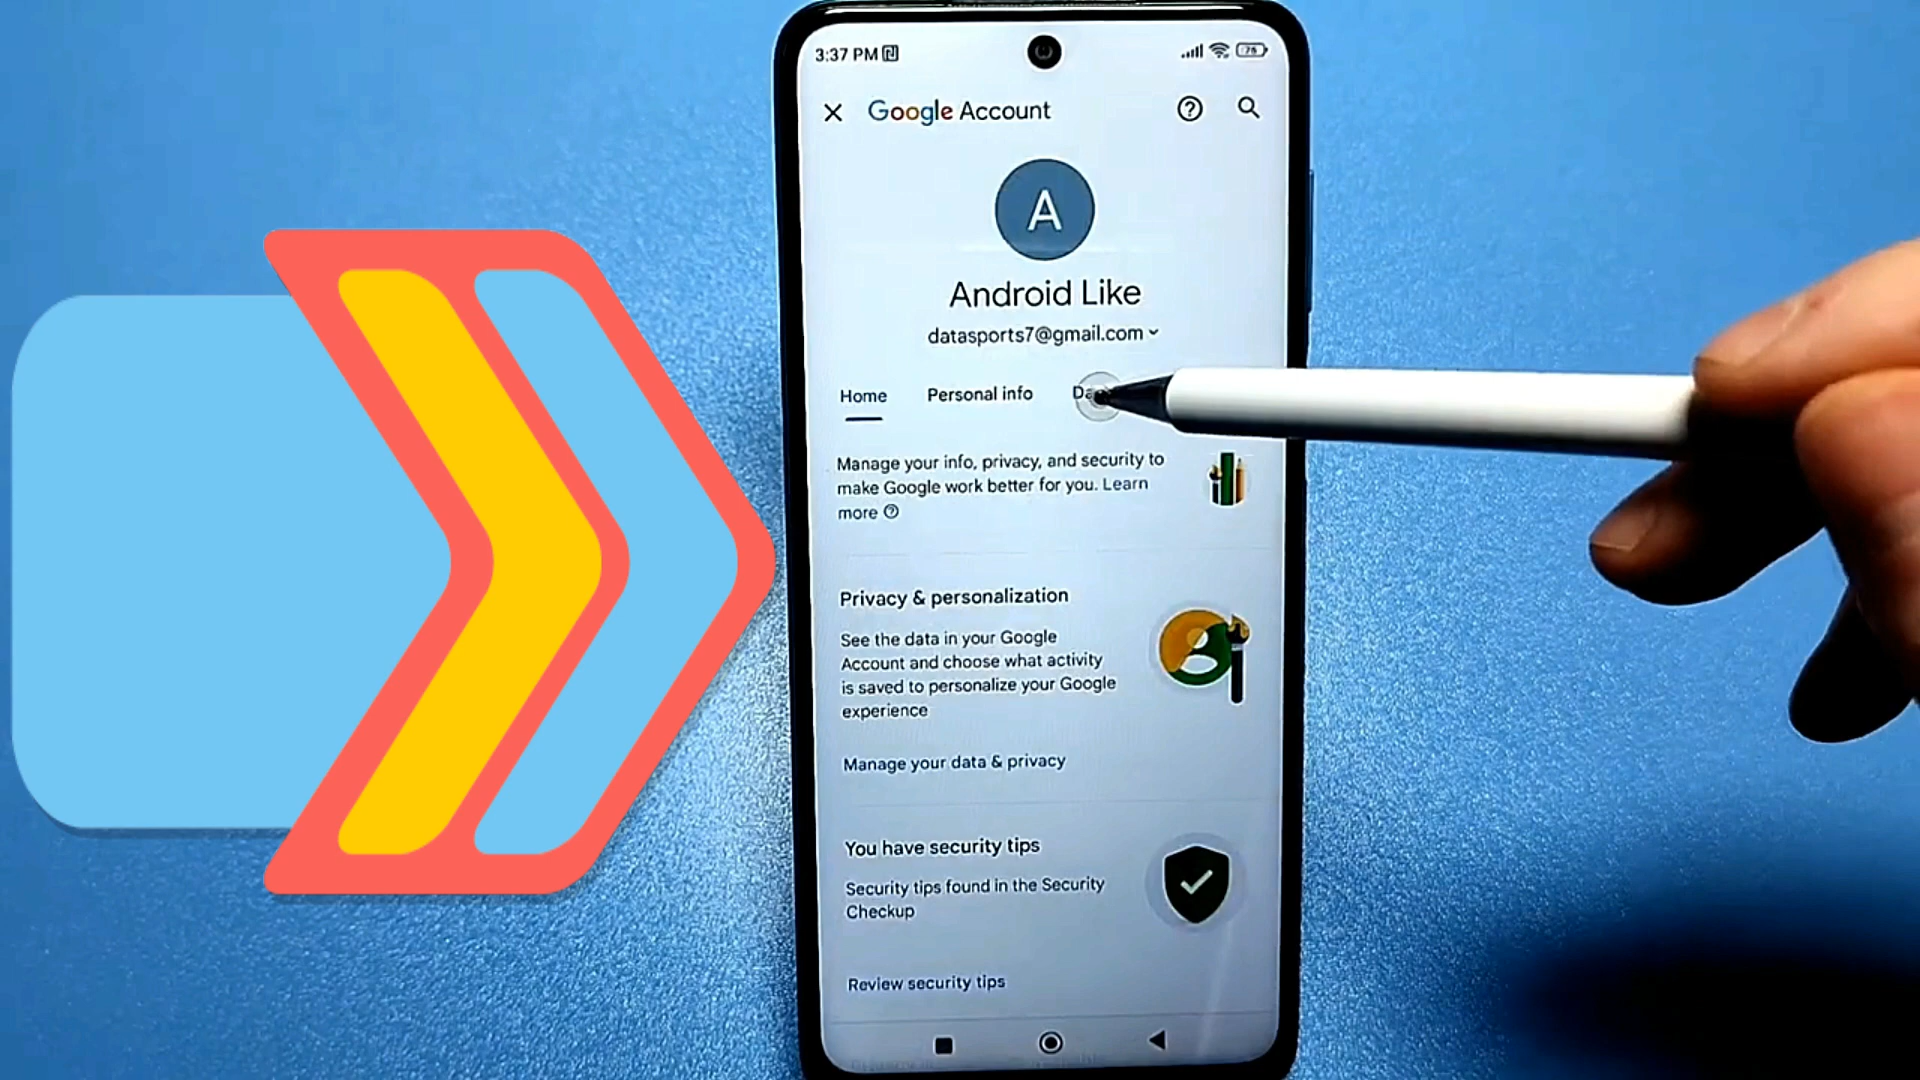 3:37 PM
76
Google Account
A
Android Like
datasports7@gmail.com
Home Personal info
Manage your info, privacy, and security to
make Google work better for you. Learn
more
Privacy & personalization
See the data in your Google
Account and choose what activity
is saved to personalize your Google
experience
Manage your data & privacy
You have security tips
Security tips found in the Security
Checkup
Review security tips